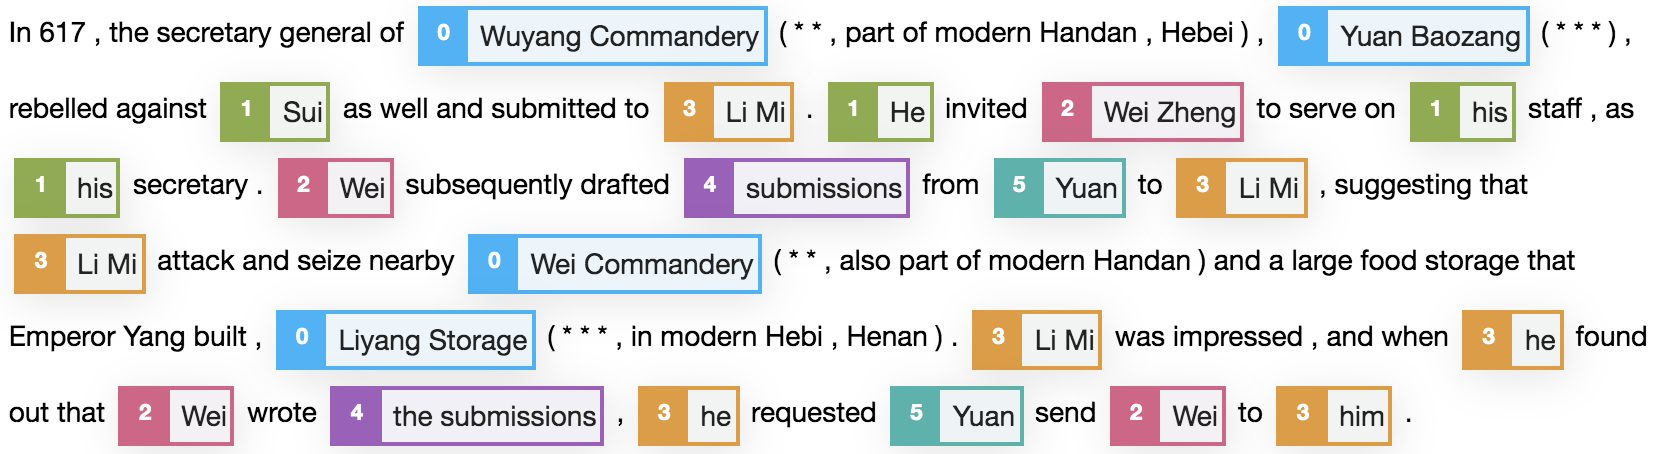 In 617 , the secretary general of 0 Wuyang Commandery ( * * , part of modern Handan , Hebei ) , 0 Yuan Baozang ( * * * ) ,
rebelled against 1 Sui as well and submitted to 3 Li Mi . 1 He invited 2 Wei Zheng to serve on 1 his staff , as
1 his secretary . 2 Wei subsequently drafted 4 submissions from 5 Yuan to 3 Li Mi , suggesting that
3 Li Mi attack and seize nearby 0 Wei Commandery ( * * , also part of modern Handan ) and a large food storage that
Emperor Yang built , 0 Liyang Storage ( * * * , in modern Hebi , Henan ) . 3 Li Mi was impressed , and when 3 he found
out that 2 Wei wrote 4 the submissions , 3 he requested 5 Yuan send 2 Wei to 3 him .